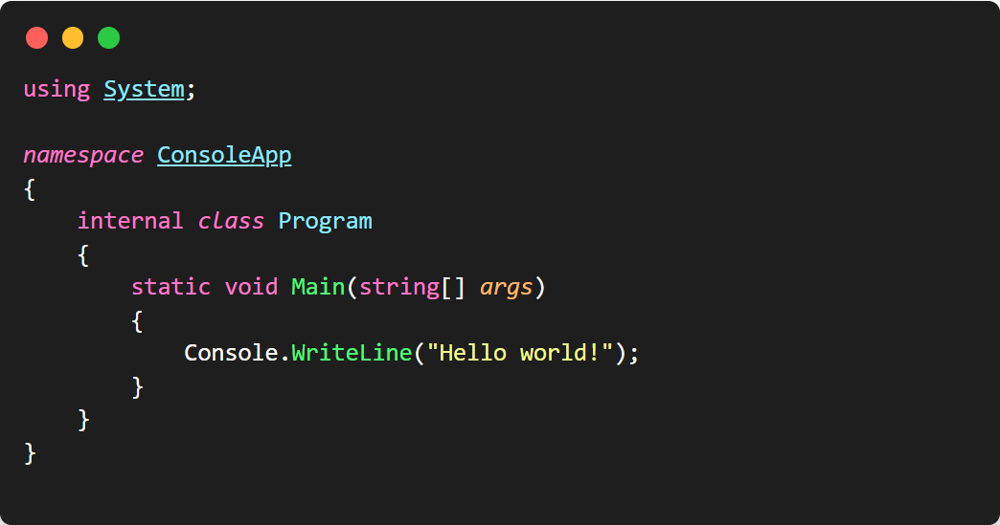 using System;

namespace ConsoleApp
{
    internal class Program
    {
        static void Main(string[] args)
        {
            Console.WriteLine("Hello world!");
        }
    }
}